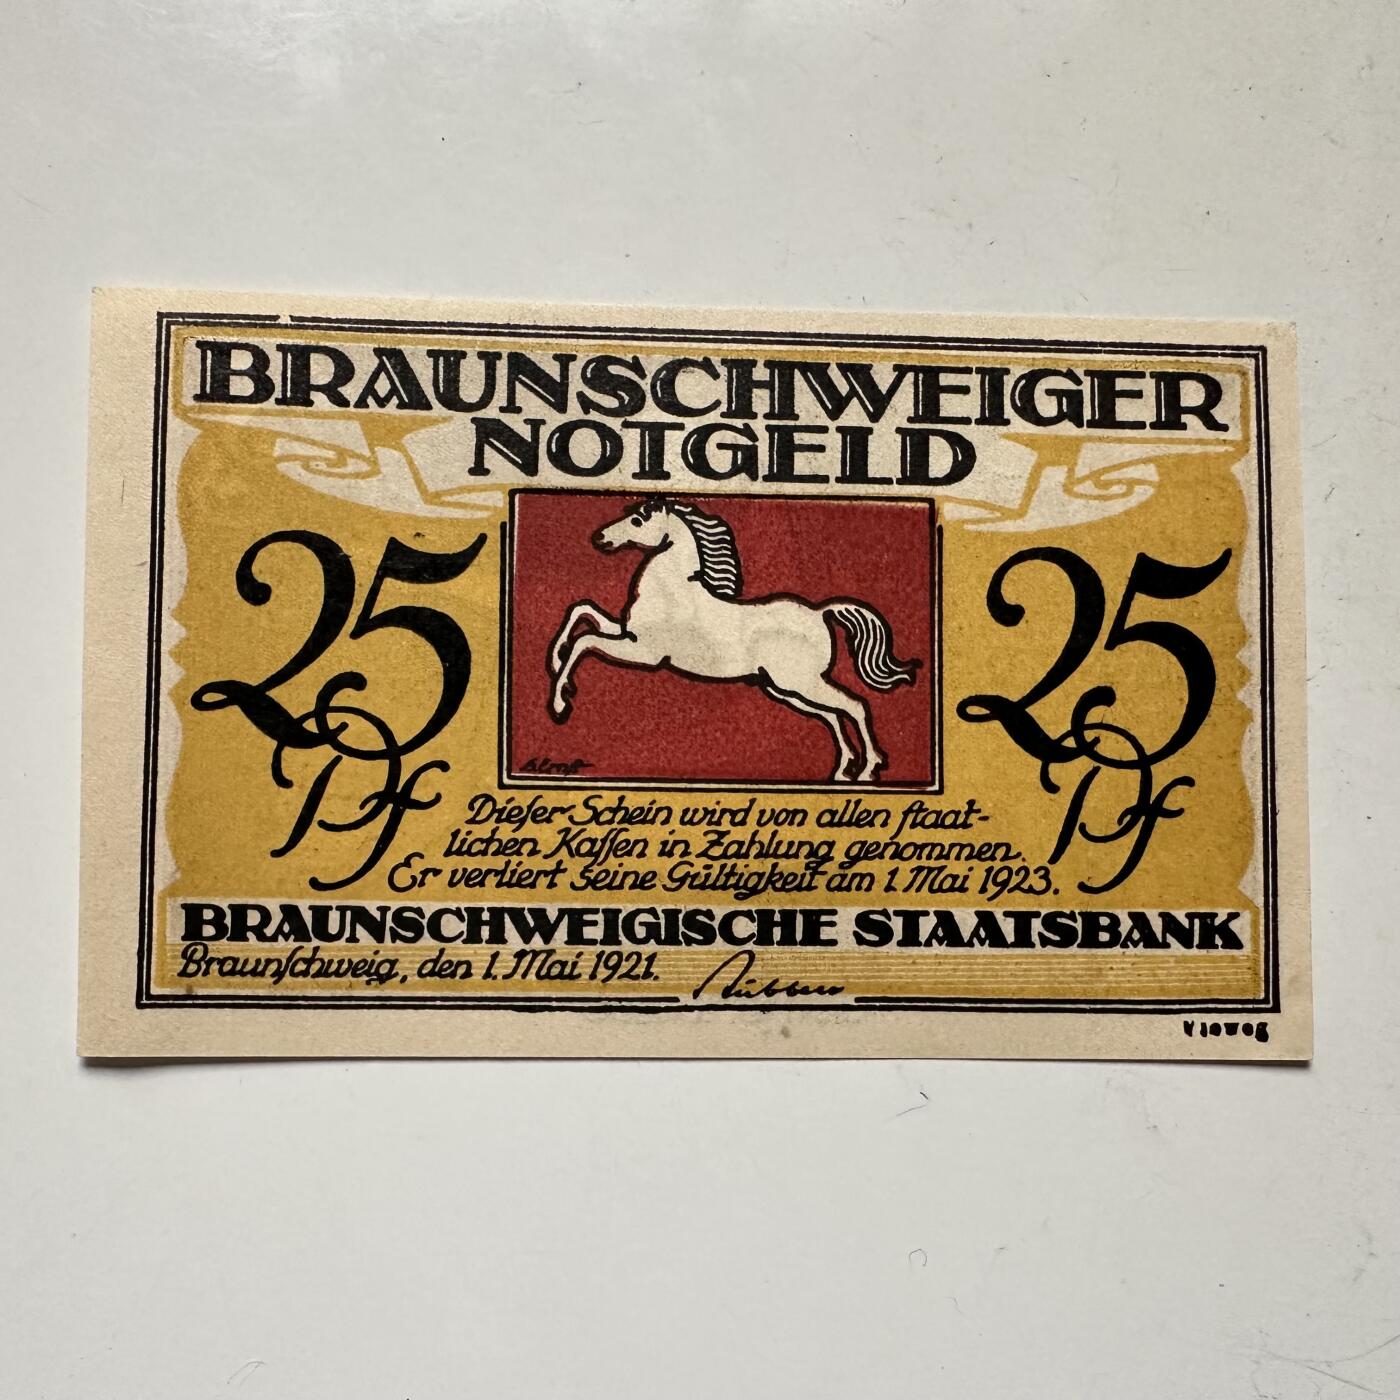 BRAUNSCHWEIGER
NOTGELD
25 Pf
25 Pf
Dieſer Schein wird von allen ſtaat-
lichen Kaſſen in Zahlung genommen.
Er verliert seine Gültigkeit am 1. Mai 1923.
BRAUNSCHWEIGISCHE STAATSBANK
Braunſchweig, den 1. Mai 1921.
Vieweg